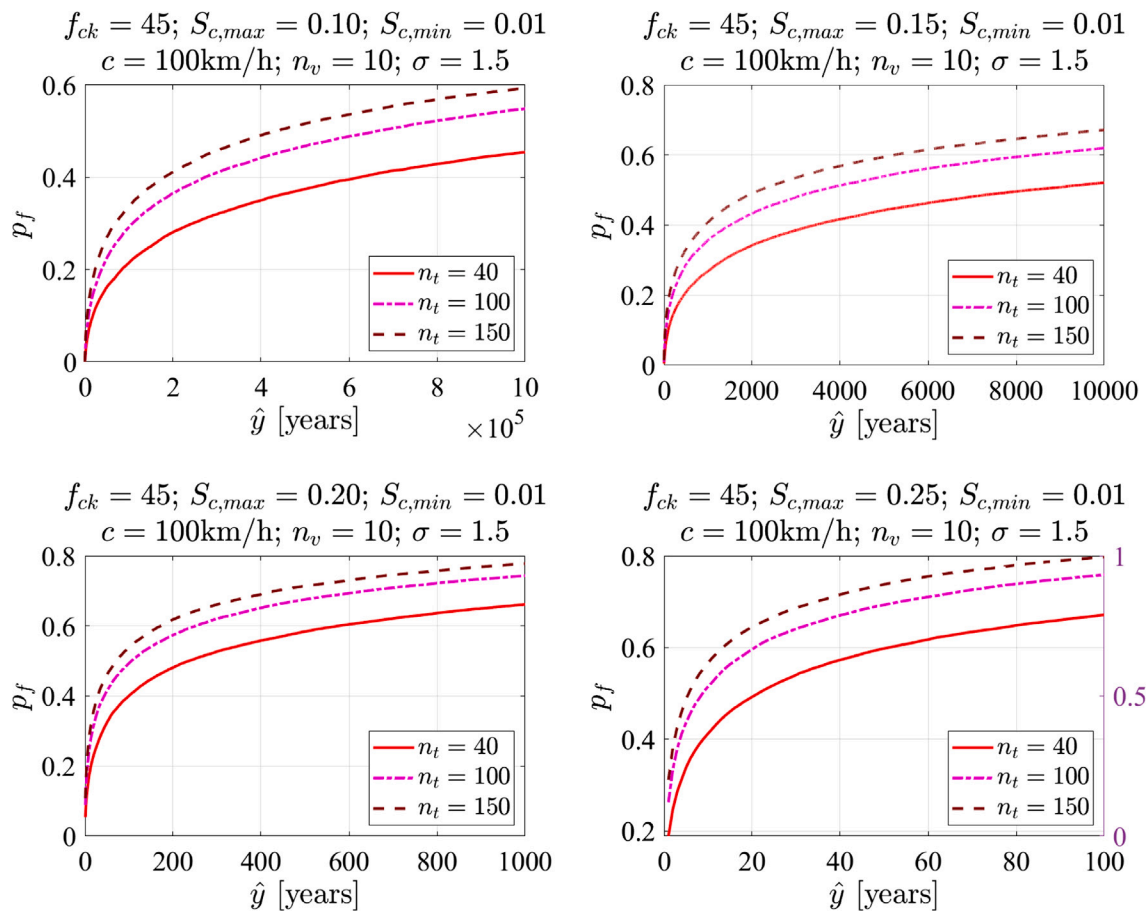 f_ck = 45; S_c,max = 0.10; S_c,min = 0.01
c = 100km/h; n_v = 10; σ = 1.5
0.6
0.4
0.2
0
p_f
n_t = 40
n_t = 100
n_t = 150
0 2 4 6 8 10
ŷ [years]
×10^5
f_ck = 45; S_c,max = 0.15; S_c,min = 0.01
c = 100km/h; n_v = 10; σ = 1.5
0.8
0.6
0.4
0.2
0
p_f
n_t = 40
n_t = 100
n_t = 150
0 2000 4000 6000 8000 10000
ŷ [years]
f_ck = 45; S_c,max = 0.20; S_c,min = 0.01
c = 100km/h; n_v = 10; σ = 1.5
0.8
0.6
0.4
0.2
0
p_f
n_t = 40
n_t = 100
n_t = 150
0 200 400 600 800 1000
ŷ [years]
f_ck = 45; S_c,max = 0.25; S_c,min = 0.01
c = 100km/h; n_v = 10; σ = 1.5
0.8
0.6
0.4
0.2
p_f
1
0.5
0
n_t = 40
n_t = 100
n_t = 150
0 20 40 60 80 100
ŷ [years]